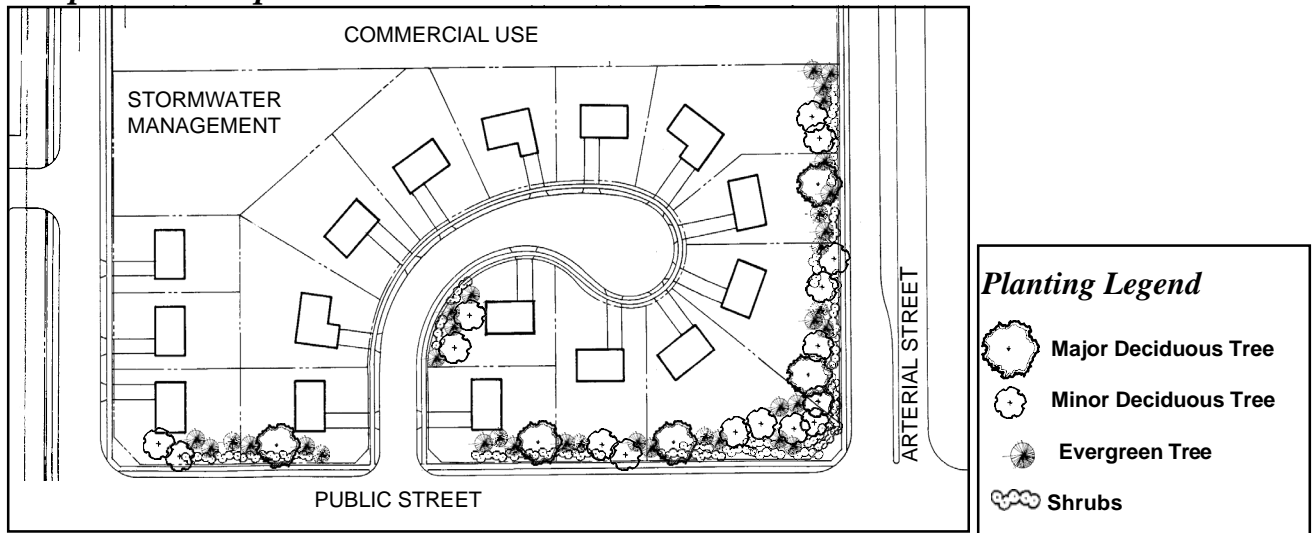 COMMERCIAL USE
STORMWATER
MANAGEMENT
ARTERIAL STREET
PUBLIC STREET
Planting Legend
Major Deciduous Tree
Minor Deciduous Tree
Evergreen Tree
Shrubs